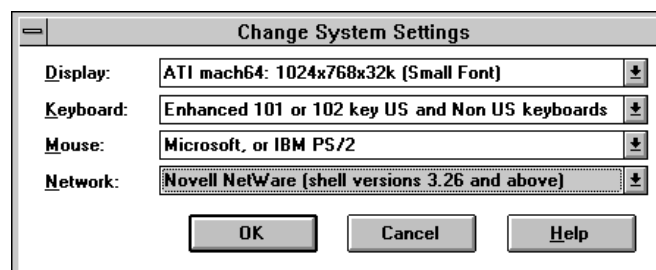 Change System Settings
Display: ATI mach64: 1024x768x32k (Small Font)
Keyboard: Enhanced 101 or 102 key US and Non US keyboards
Mouse: Microsoft, or IBM PS/2
Network: Novell NetWare (shell versions 3.26 and above)
OK Cancel Help